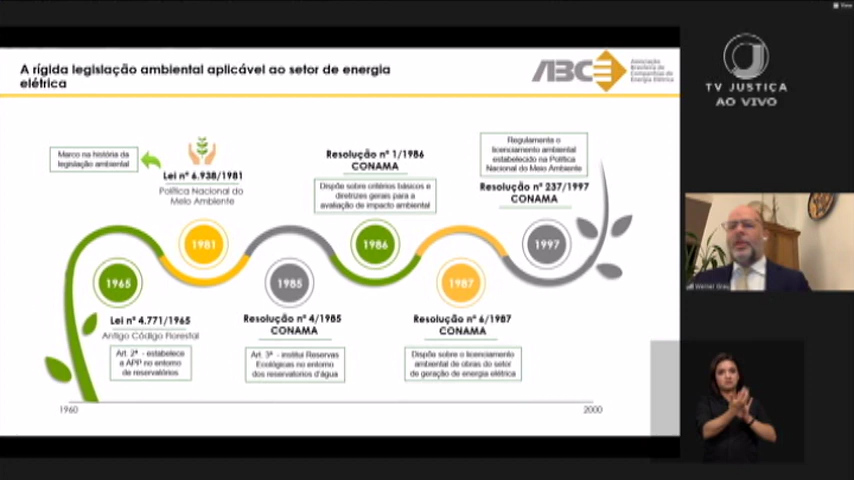 View
A rígida legislação ambiental aplicável ao setor de energia
elétrica
ABCE
Associação
Brasileira de
Companhias de
Energia Elétrica
TV JUSTIÇA
AO VIVO
Marco na história da
legislação ambiental
Lei nº 6.938/1981
Política Nacional do
Meio Ambiente
Resolução nº 1/1986
CONAMA
Dispõe sobre critérios básicos e
diretrizes gerais para a
avaliação de impacto ambiental
Regulamenta o
licenciamento ambiental
estabelecido na Política
Nacional do Meio Ambiente
Resolução nº 237/1997
CONAMA
1981
1986
1997
1965
1985
1987
Lei nº 4.771/1965
Antigo Código Florestal
Art. 2º - estabelece
a APP no entorno
de reservatórios
Resolução nº 4/1985
CONAMA
Art. 3º - institui Reservas
Ecológicas no entorno
dos reservatorios d'água
Resolução nº 6/1987
CONAMA
Dispõe sobre o licenciamento
ambiental de obras do setor
de geração de energia elétrica
1960
2000
Werner Grau